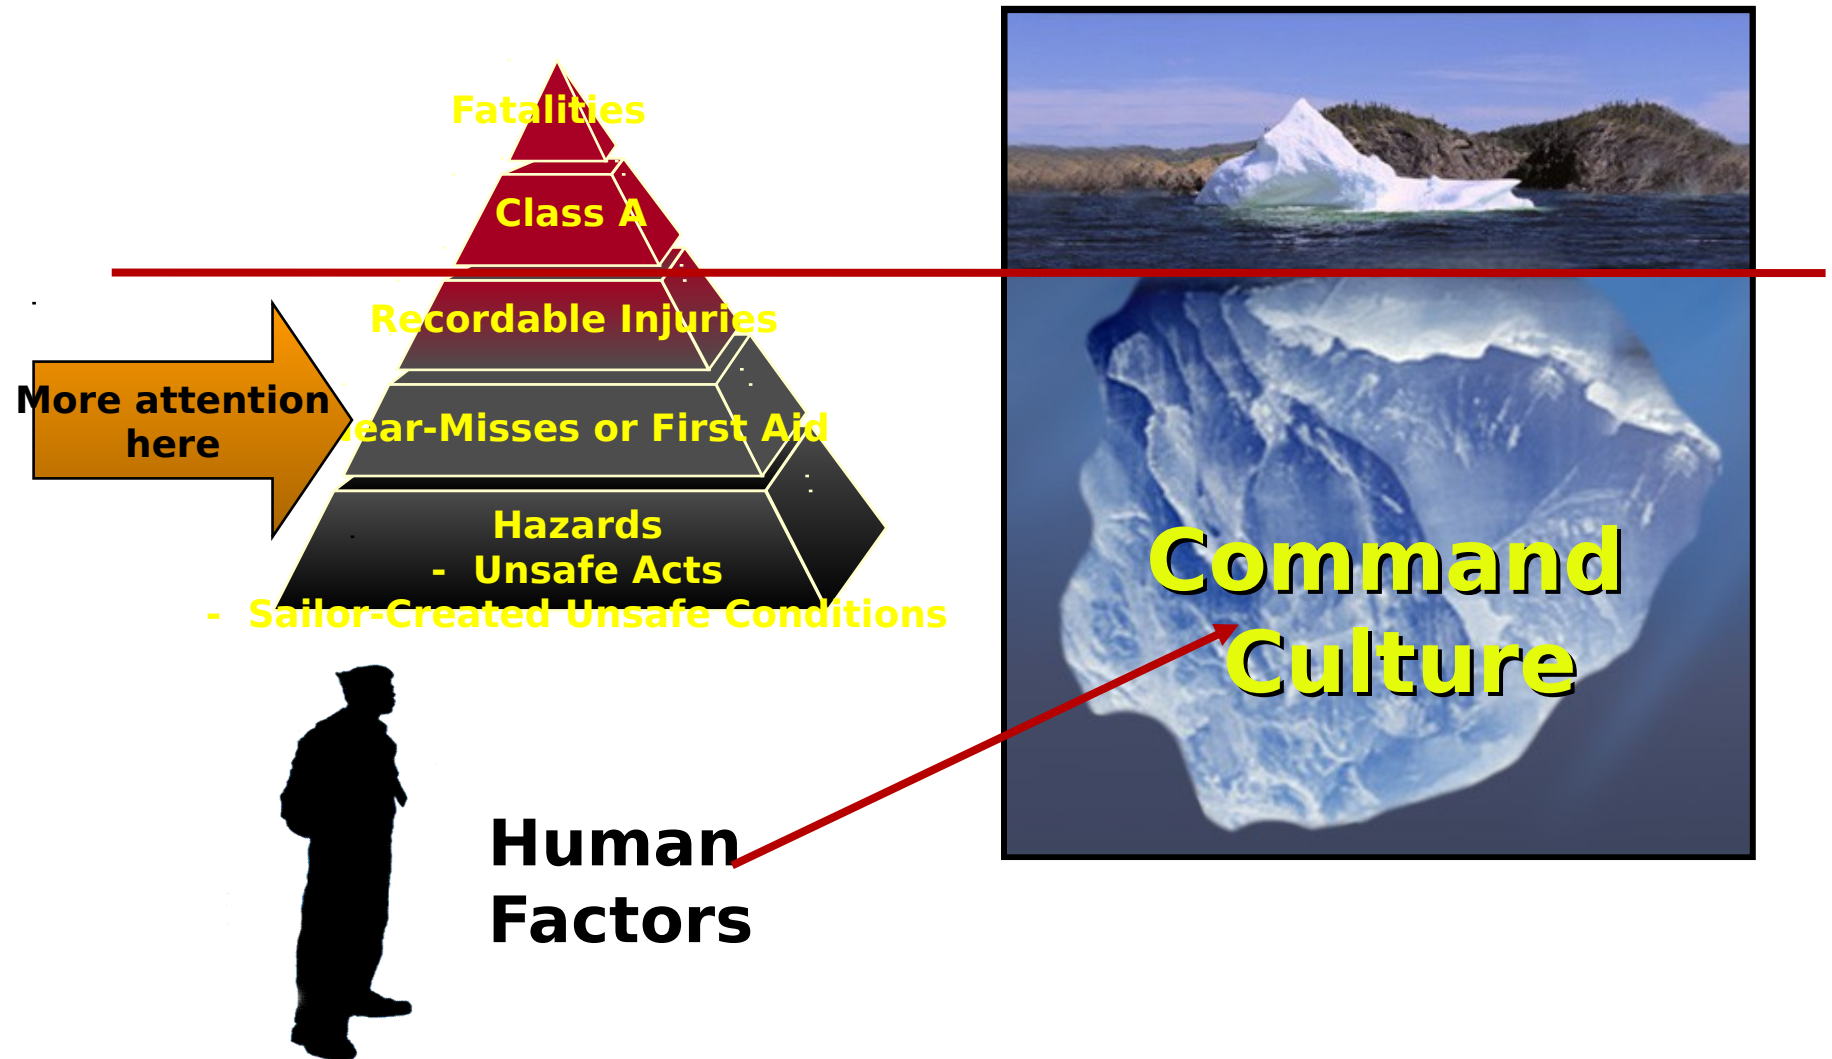 Fatalities
Class A
Recordable Injuries
More attention
here
ear-Misses or First Aid
Hazards
- Unsafe Acts
- Sailor-Created Unsafe Conditions
Command
Culture
Human
Factors